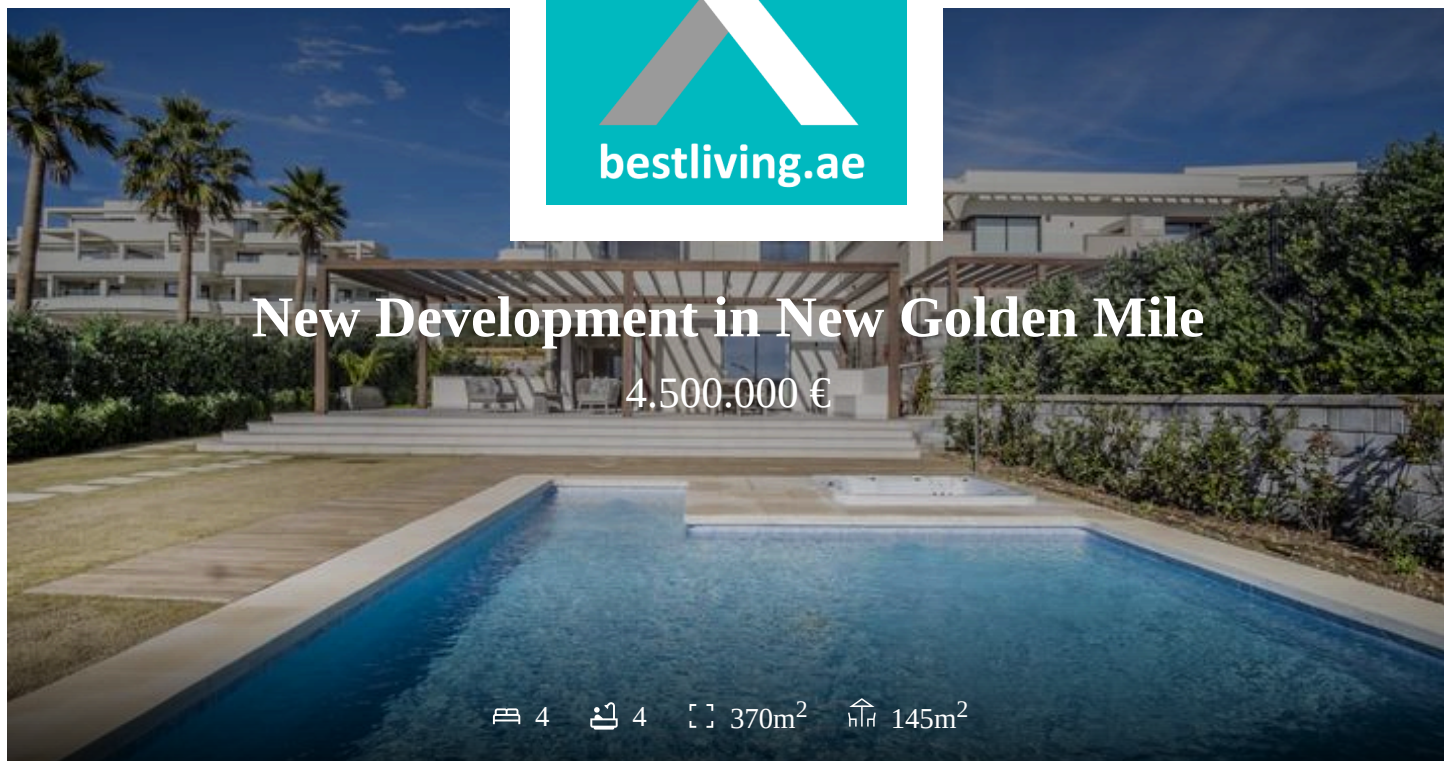 bestliving.ae
New Development in New Golden Mile
4.500.000 €
4 4 370m² 145m²